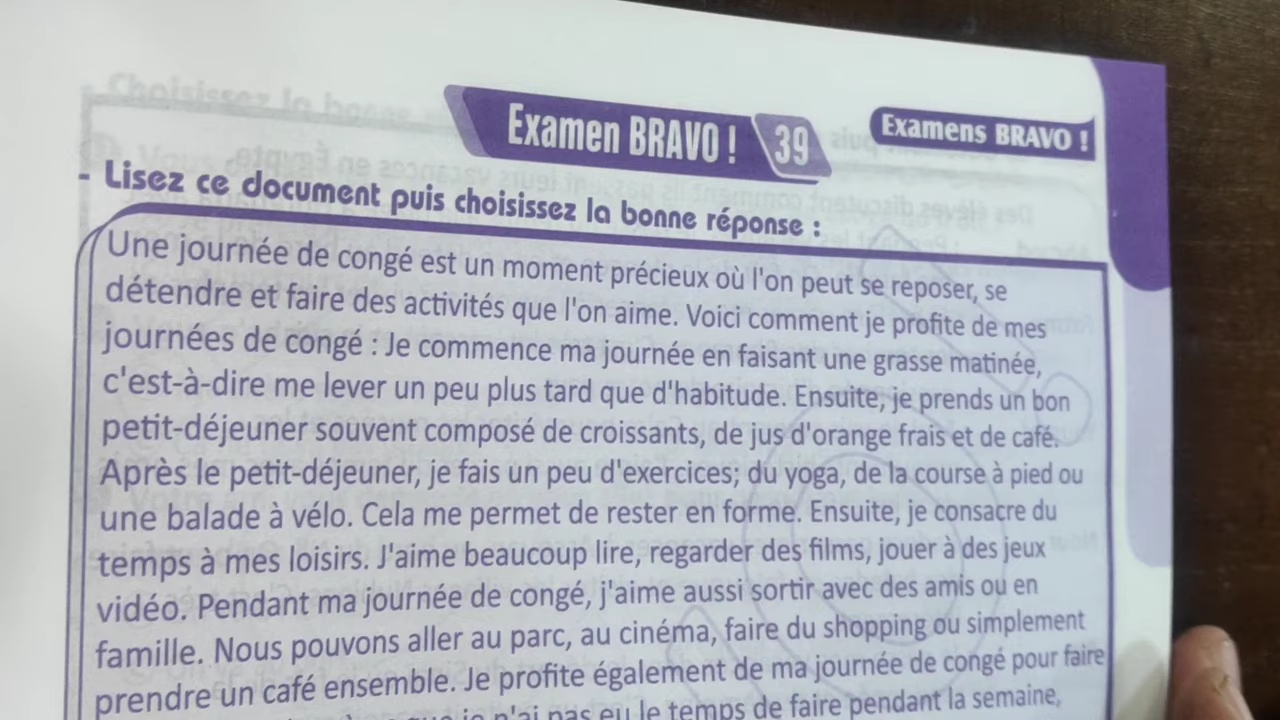 Examen BRAVO ! 39
Examens BRAVO !
- Lisez ce document puis choisissez la bonne réponse :
Une journée de congé est un moment précieux où l'on peut se reposer, se
détendre et faire des activités que l'on aime. Voici comment je profite de mes
journées de congé : Je commence ma journée en faisant une grasse matinée,
c'est-à-dire me lever un peu plus tard que d'habitude. Ensuite, je prends un bon
petit-déjeuner souvent composé de croissants, de jus d'orange frais et de café.
Après le petit-déjeuner, je fais un peu d'exercices; du yoga, de la course à pied ou
une balade à vélo. Cela me permet de rester en forme. Ensuite, je consacre du
temps à mes loisirs. J'aime beaucoup lire, regarder des films, jouer à des jeux
vidéo. Pendant ma journée de congé, j'aime aussi sortir avec des amis ou en
famille. Nous pouvons aller au parc, au cinéma, faire du shopping ou simplement
prendre un café ensemble. Je profite également de ma journée de congé pour faire
que je n'ai pas eu le temps de faire pendant la semaine,